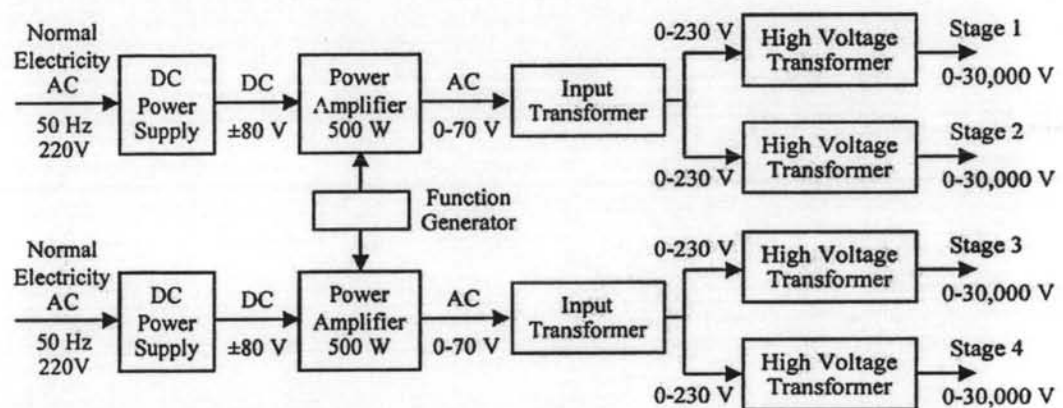 Normal
Electricity
AC
50 Hz
220V
DC
Power
Supply
DC
±80 V
Power
Amplifier
500 W
AC
0-70 V
Input
Transformer
0-230 V
0-230 V
High Voltage
Transformer
Stage 1
0-30,000 V
High Voltage
Transformer
Stage 2
0-30,000 V
Function
Generator
Normal
Electricity
AC
50 Hz
220V
DC
Power
Supply
DC
±80 V
Power
Amplifier
500 W
AC
0-70 V
Input
Transformer
0-230 V
0-230 V
High Voltage
Transformer
Stage 3
0-30,000 V
High Voltage
Transformer
Stage 4
0-30,000 V